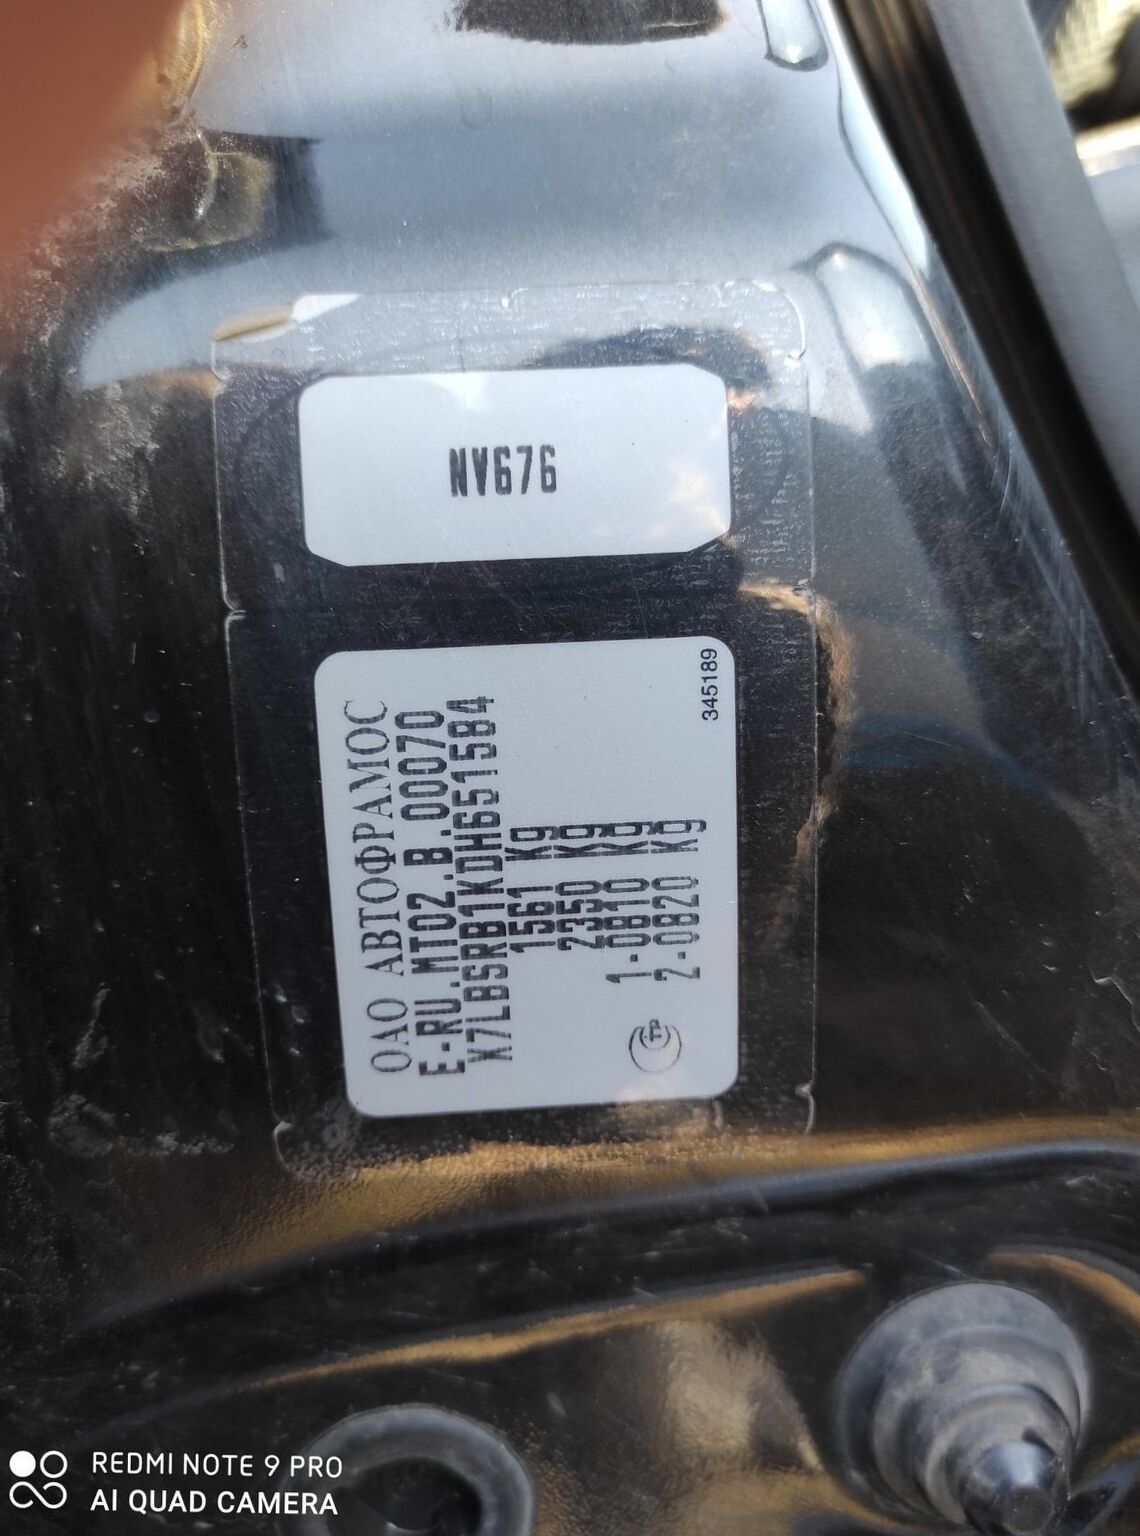 NV676
ОАО АВТОФРАМОС
E-RU.MT02.B.00070
X7LBSRB1KDH651584
1561 Kg
2350 Kg
1-0810 Kg
2-0820 Kg
345189
REDMI NOTE 9 PRO
AI QUAD CAMERA